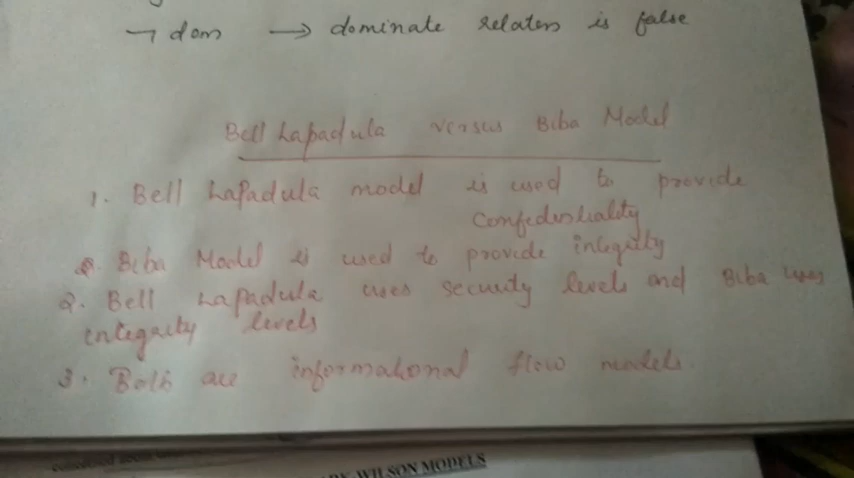 ¬ dom → dominate relaton is false
Bell Lapadula versus Biba Model
1. Bell LaPadula model is used to provide
Confedentiality
Biba Model is used to provide integrity
2. Bell Lapadula uses security levels and Biba uses
integrity levels
3. Both are informational flow models.
WILSON MODELS